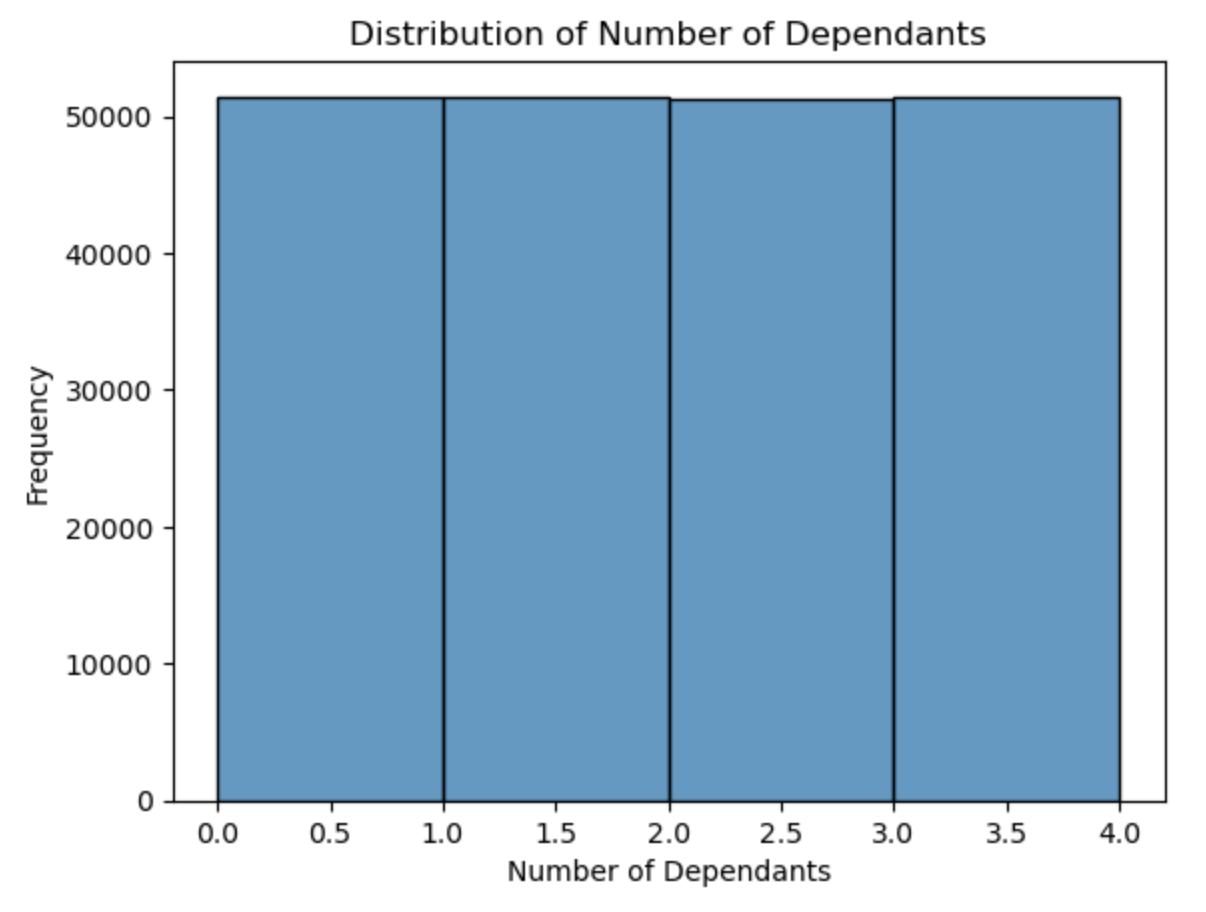 Distribution of Number of Dependants
50000
40000
30000
20000
10000
0
Frequency
0.0 0.5 1.0 1.5 2.0 2.5 3.0 3.5 4.0
Number of Dependants